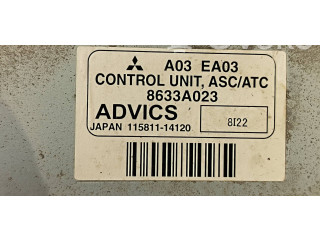 A03 EA03
CONTROL UNIT, ASC/ATC
8633A023
ADVICS
JAPAN 115811-14120
8I22